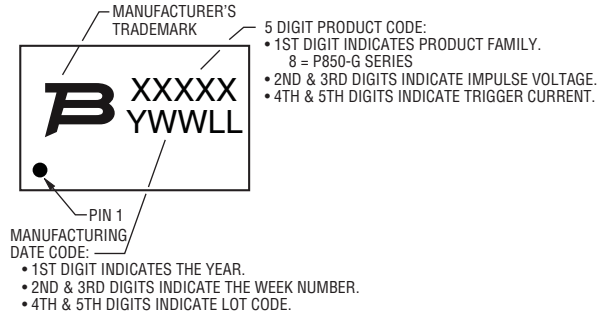 MANUFACTURER'S
TRADEMARK
5 DIGIT PRODUCT CODE:
• 1ST DIGIT INDICATES PRODUCT FAMILY.
8 = P850-G SERIES
• 2ND & 3RD DIGITS INDICATE IMPULSE VOLTAGE.
• 4TH & 5TH DIGITS INDICATE TRIGGER CURRENT.
XXXXX
YWWLL
PIN 1
MANUFACTURING
DATE CODE:
• 1ST DIGIT INDICATES THE YEAR.
• 2ND & 3RD DIGITS INDICATE THE WEEK NUMBER.
• 4TH & 5TH DIGITS INDICATE LOT CODE.